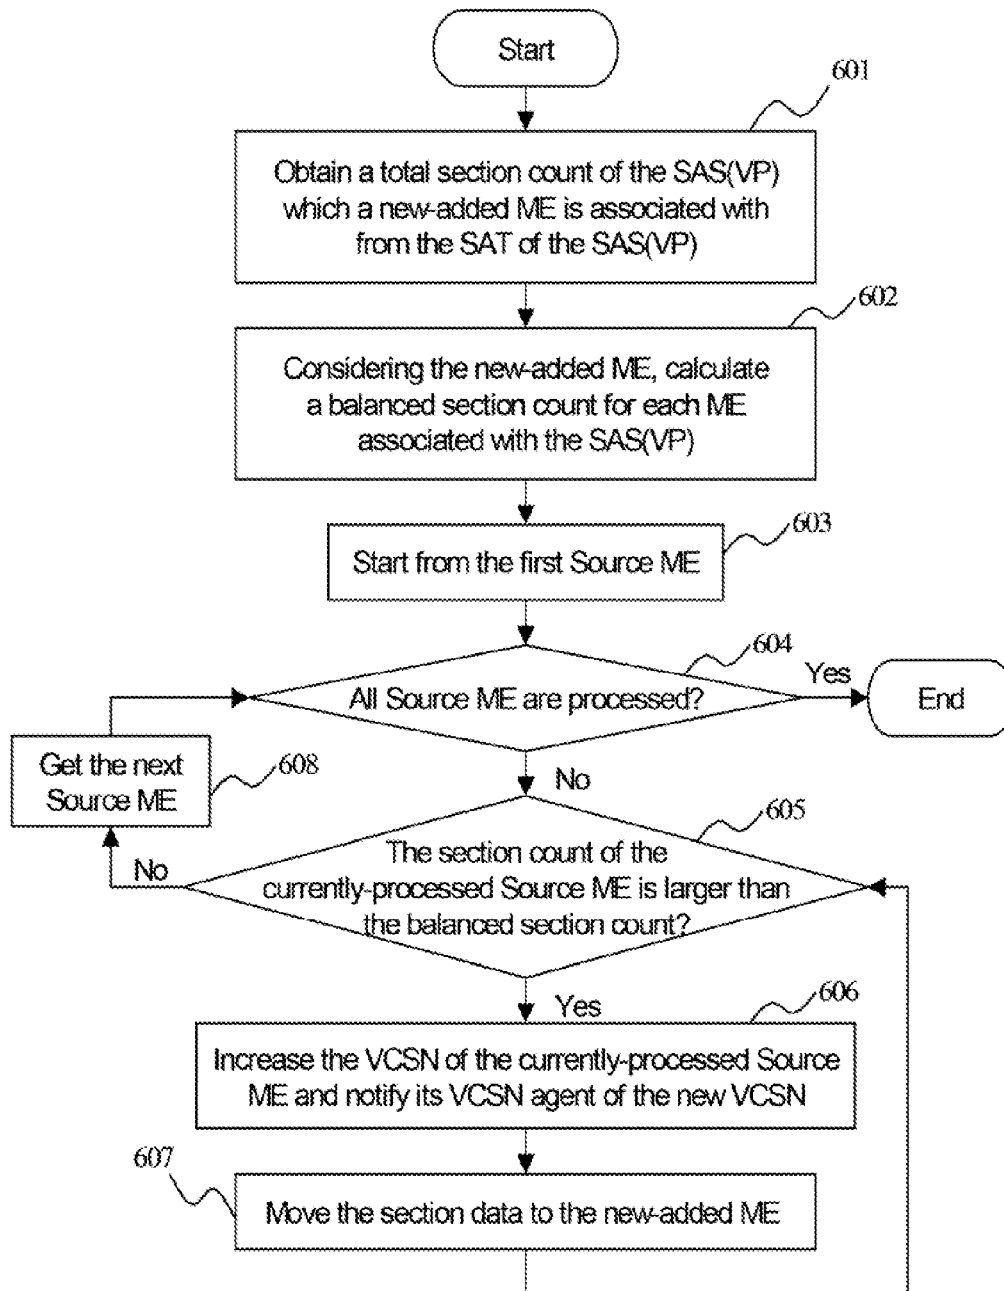 Start
601
Obtain a total section count of the SAS(VP)
which a new-added ME is associated with
from the SAT of the SAS(VP)
602
Considering the new-added ME, calculate
a balanced section count for each ME
associated with the SAS(VP)
603
Start from the first Source ME
604
All Source ME are processed?
Yes
End
Get the next
Source ME
608
No
605
The section count of the
currently-processed Source ME is larger than
the balanced section count?
No
Yes
606
Increase the VCSN of the currently-processed Source
ME and notify its VCSN agent of the new VCSN
607
Move the section data to the new-added ME